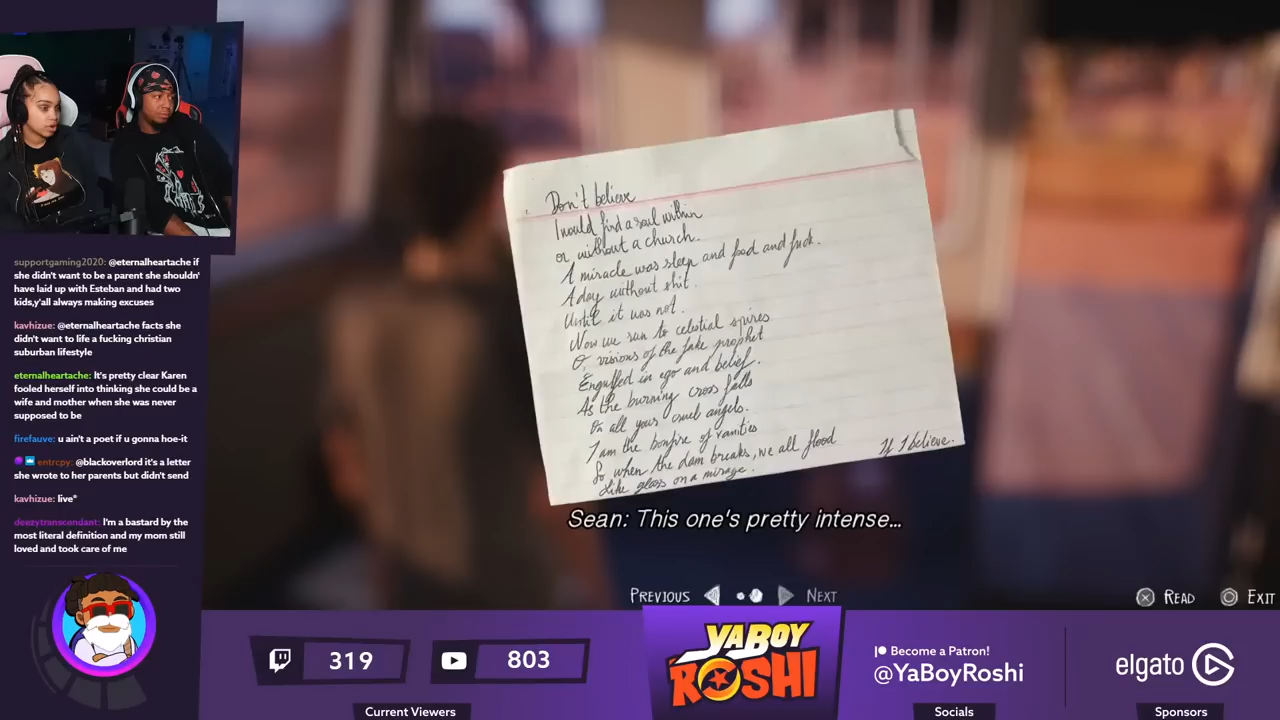 supportgaming2020: @eternalheartache if
she didn't want to be a parent she shouldn'
have laid up with Esteban and had two
kids,y'all always making excuses
kavhizue: @eternalheartache facts she
didn't want to life a fucking christian
suburban lifestyle
eternalheartache: It's pretty clear Karen
fooled herself into thinking she could be a
wife and mother when she was never
supposed to be
firefauve: u ain't a poet if u gonna hoe-it
entrcpy: @blackoverlord it's a letter
she wrote to her parents but didn't send
kavhizue: live*
deezytranscendant: I'm a bastard by the
most literal definition and my mom still
loved and took care of me
Don't believe
I would find a soul within
or without a church.
A miracle was sleep and food and fuck.
A day without shit.
Until it was not.
Now we run to celestial spires
O, visions of the fake prophet
Engulfed in ego and belief.
As the burning cross falls
On all your cruel angels.
I am the bonfire of vanities
So when the dam breaks, we all flood
Like glass on a mirage.
If I believe.
Sean: This one's pretty intense...
PREVIOUS
NEXT
READ
EXIT
319
803
Current Viewers
YABOY
ROSHI
Become a Patron!
@YaBoyRoshi
Socials
elgato
Sponsors